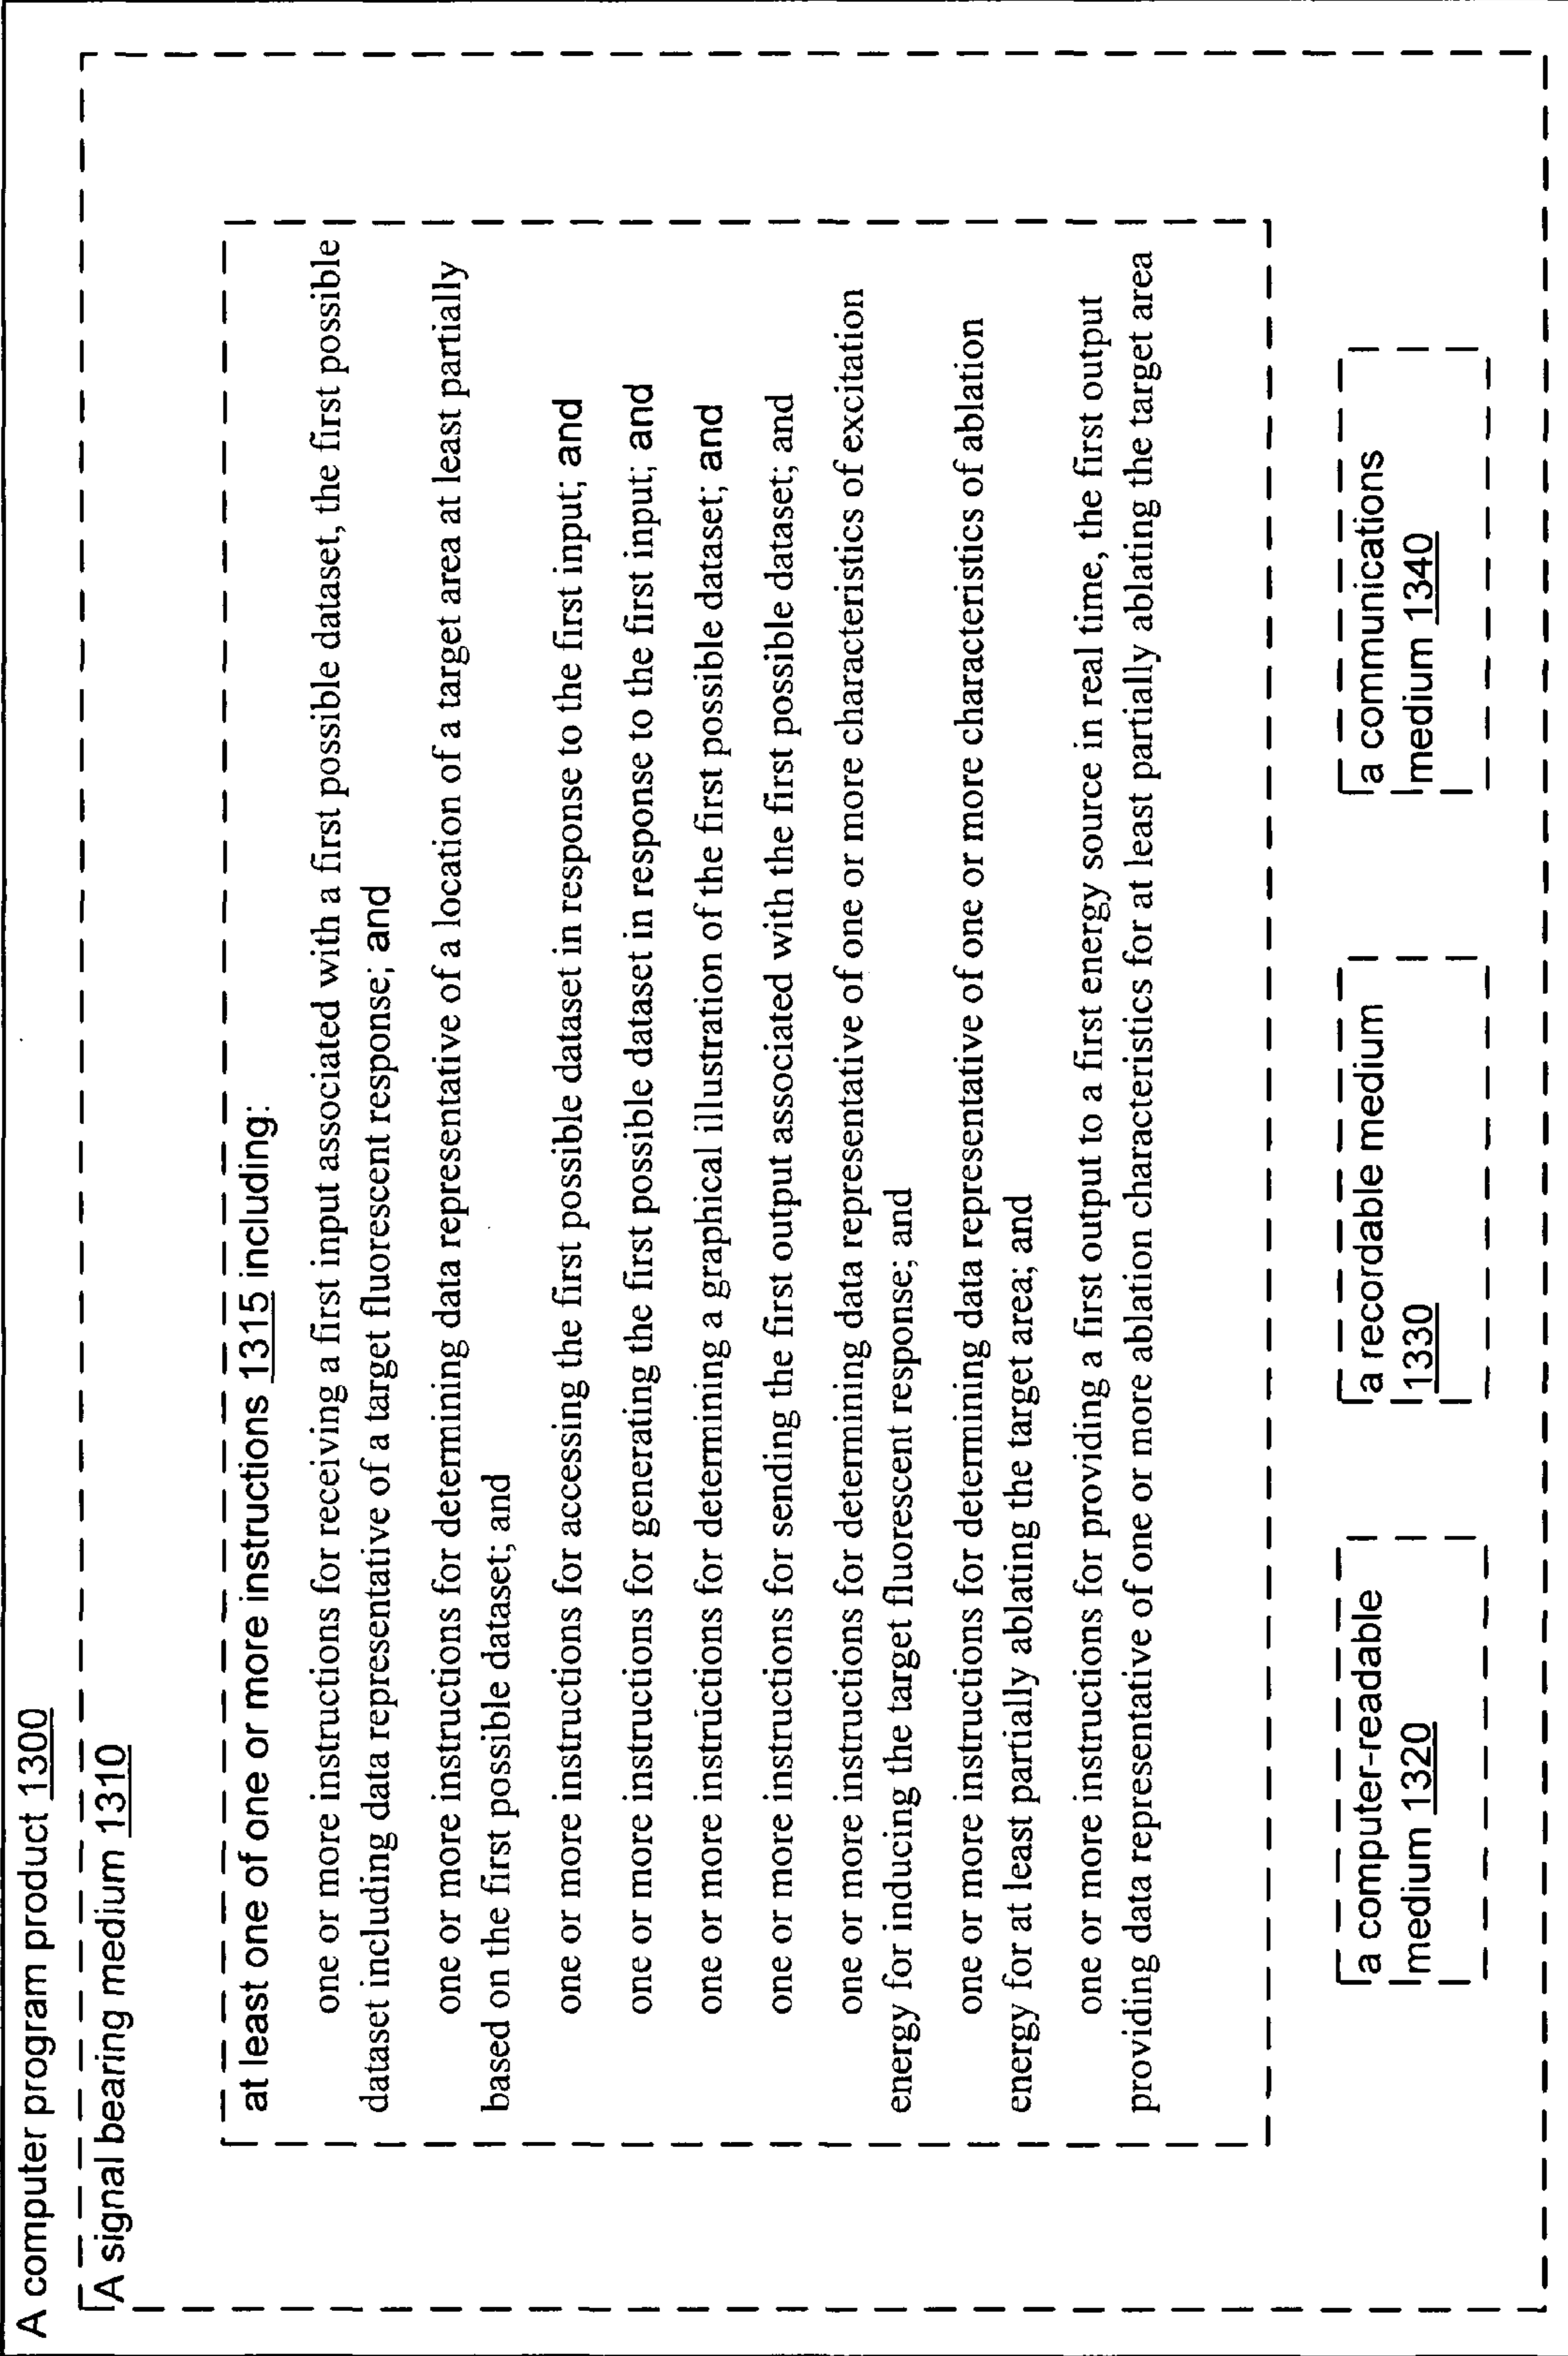 A computer program product 1300
A signal bearing medium 1310
at least one of one or more instructions 1315 including:
one or more instructions for receiving a first input associated with a first possible dataset, the first possible
dataset including data representative of a target fluorescent response; and
one or more instructions for determining data representative of a location of a target area at least partially
based on the first possible dataset; and
one or more instructions for accessing the first possible dataset in response to the first input; and
one or more instructions for generating the first possible dataset in response to the first input; and
one or more instructions for determining a graphical illustration of the first possible dataset; and
one or more instructions for sending the first output associated with the first possible dataset; and
one or more instructions for determining data representative of one or more characteristics of excitation
energy for inducing the target fluorescent response; and
one or more instructions for determining data representative of one or more characteristics of ablation
energy for at least partially ablating the target area; and
one or more instructions for providing a first output to a first energy source in real time, the first output
providing data representative of one or more ablation characteristics for at least partially ablating the target area
a computer-readable
medium 1320
a recordable medium
1330
a communications
medium 1340